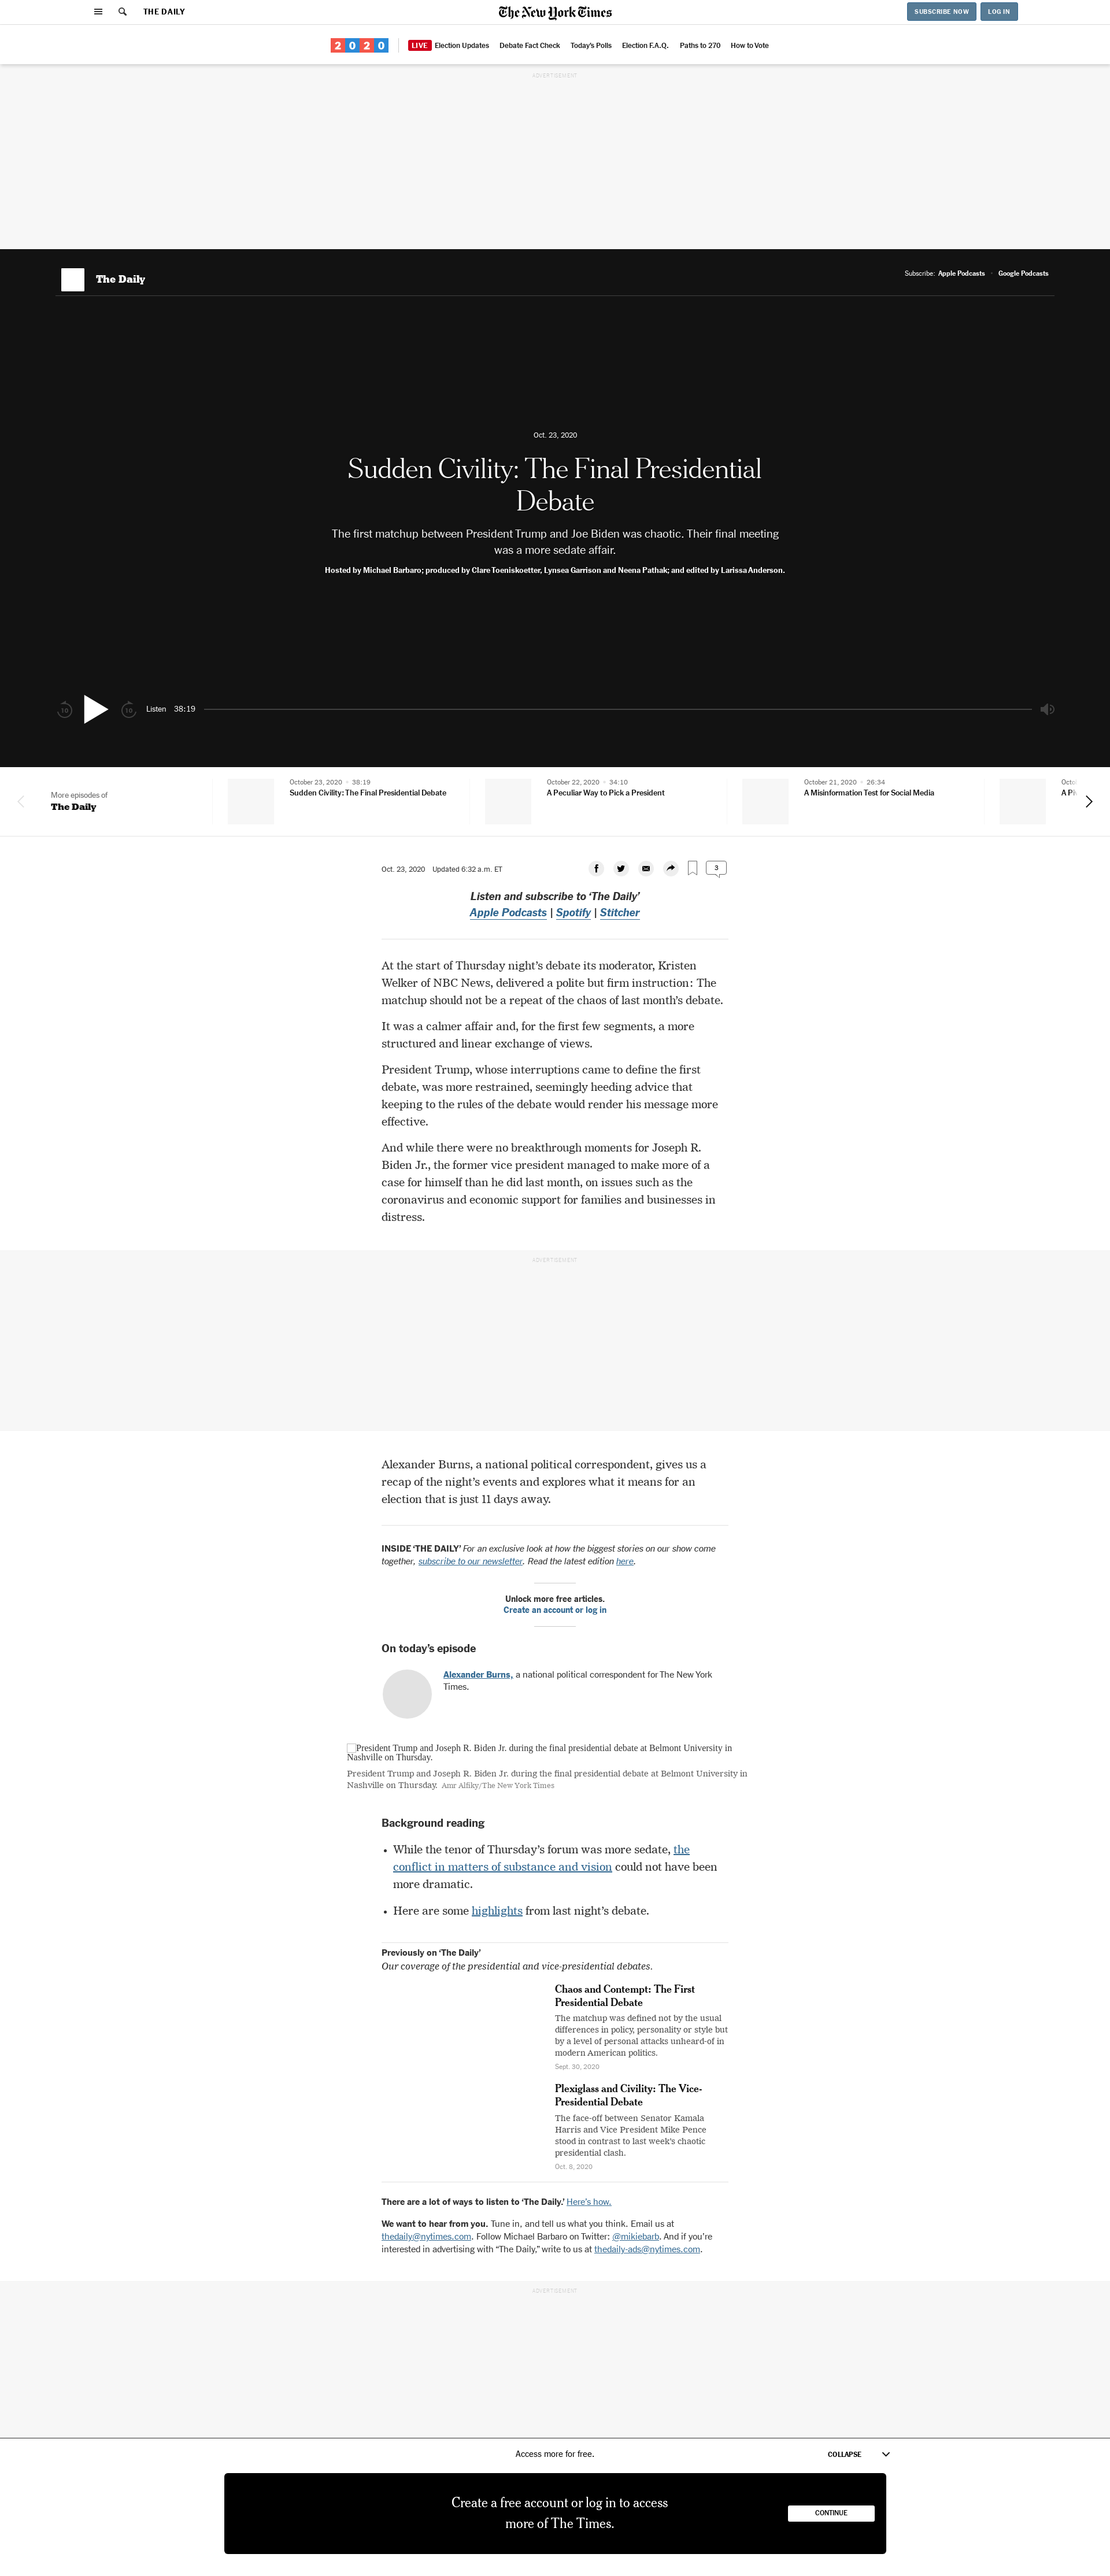 THE DAILY
The New York Times
SUBSCRIBE NOW
LOG IN
2020
LIVE Election Updates
Debate Fact Check
Today's Polls
Election F.A.Q.
Paths to 270
How to Vote
ADVERTISEMENT
The Daily
Subscribe: Apple Podcasts · Google Podcasts
Oct. 23, 2020
Sudden Civility: The Final Presidential
Debate
The first matchup between President Trump and Joe Biden was chaotic. Their final meeting
was a more sedate affair.
Hosted by Michael Barbaro; produced by Clare Toeniskoetter, Lynsea Garrison and Neena Pathak; and edited by Larissa Anderson.
10
10
Listen 38:19
More episodes of
The Daily
October 23, 2020 · 38:19
Sudden Civility: The Final Presidential Debate
October 22, 2020 · 34:10
A Peculiar Way to Pick a President
October 21, 2020 · 26:34
A Misinformation Test for Social Media
Oct. 23, 2020 Updated 6:32 a.m. ET
3
Listen and subscribe to ‘The Daily’
Apple Podcasts | Spotify | Stitcher
At the start of Thursday night’s debate its moderator, Kristen
Welker of NBC News, delivered a polite but firm instruction: The
matchup should not be a repeat of the chaos of last month’s debate.
It was a calmer affair and, for the first few segments, a more
structured and linear exchange of views.
President Trump, whose interruptions came to define the first
debate, was more restrained, seemingly heeding advice that
keeping to the rules of the debate would render his message more
effective.
And while there were no breakthrough moments for Joseph R.
Biden Jr., the former vice president managed to make more of a
case for himself than he did last month, on issues such as the
coronavirus and economic support for families and businesses in
distress.
ADVERTISEMENT
Alexander Burns, a national political correspondent, gives us a
recap of the night’s events and explores what it means for an
election that is just 11 days away.
INSIDE ‘THE DAILY’ For an exclusive look at how the biggest stories on our show come
together, subscribe to our newsletter. Read the latest edition here.
Unlock more free articles.
Create an account or log in
On today’s episode
Alexander Burns, a national political correspondent for The New York
Times.
President Trump and Joseph R. Biden Jr. during the final presidential debate at Belmont University in
Nashville on Thursday.
President Trump and Joseph R. Biden Jr. during the final presidential debate at Belmont University in
Nashville on Thursday. Amr Alfiky/The New York Times
Background reading
• While the tenor of Thursday’s forum was more sedate, the
conflict in matters of substance and vision could not have been
more dramatic.
• Here are some highlights from last night’s debate.
Previously on ‘The Daily’
Our coverage of the presidential and vice-presidential debates.
Chaos and Contempt: The First
Presidential Debate
The matchup was defined not by the usual
differences in policy, personality or style but
by a level of personal attacks unheard-of in
modern American politics.
Sept. 30, 2020
Plexiglass and Civility: The Vice-
Presidential Debate
The face-off between Senator Kamala
Harris and Vice President Mike Pence
stood in contrast to last week’s chaotic
presidential clash.
Oct. 8, 2020
There are a lot of ways to listen to ‘The Daily.’ Here’s how.
We want to hear from you. Tune in, and tell us what you think. Email us at
thedaily@nytimes.com. Follow Michael Barbaro on Twitter: @mikiebarb. And if you’re
interested in advertising with “The Daily,” write to us at thedaily-ads@nytimes.com.
ADVERTISEMENT
Access more for free.
COLLAPSE
Create a free account or log in to access
more of The Times.
CONTINUE